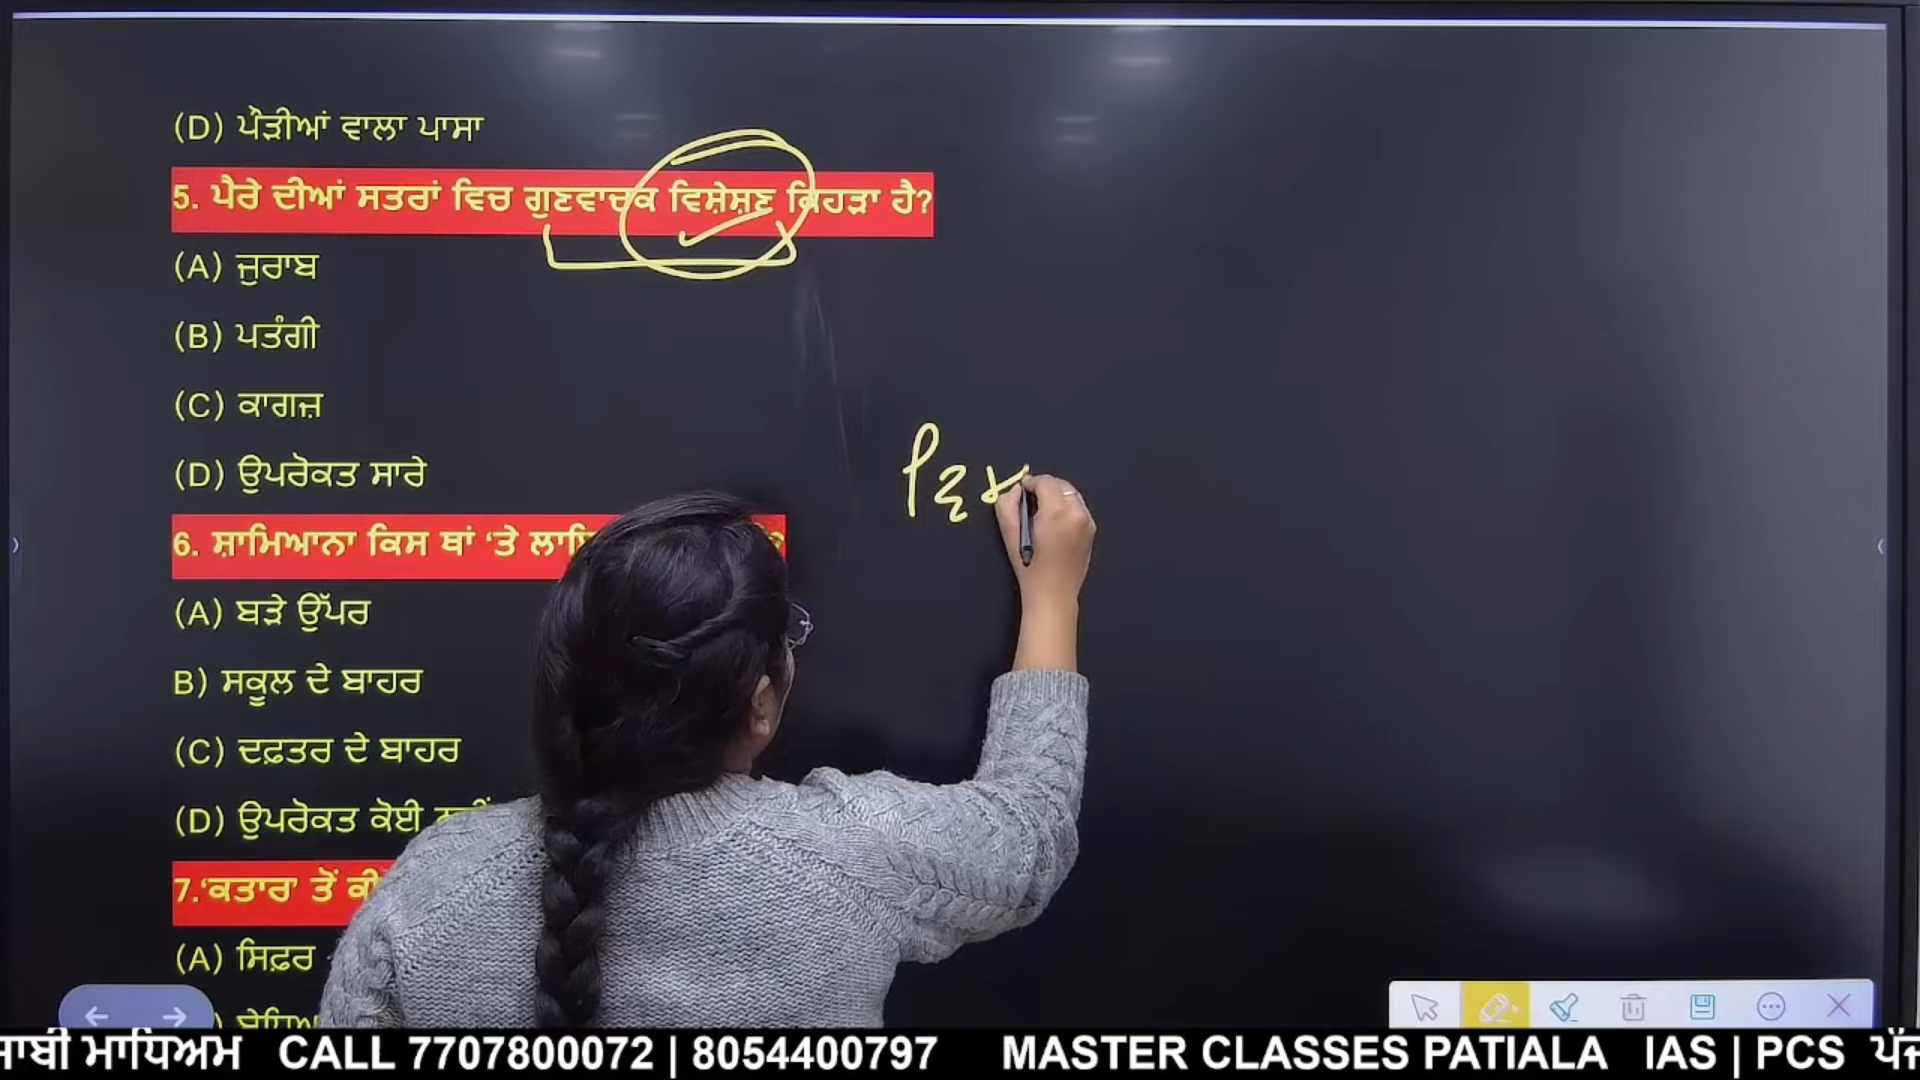 (D) ਪੌੜੀਆਂ ਵਾਲਾ ਪਾਸਾ
5. ਪੈਰੇ ਦੀਆਂ ਸਤਰਾਂ ਵਿਚ ਗੁਣਵਾਚਕ ਵਿਸ਼ੇਸ਼ਣ ਕਿਹੜਾ ਹੈ?
(A) ਜੁਰਾਬ
(B) ਪਤੰਗੀ
(C) ਕਾਗਜ਼
(D) ਉਪਰੋਕਤ ਸਾਰੇ
6. ਸ਼ਾਮਿਆਨਾ ਕਿਸ ਥਾਂ ‘ਤੇ
(A) ਬੜੇ ਉੱਪਰ
B) ਸਕੂਲ ਦੇ ਬਾਹਰ
(C) ਦਫ਼ਤਰ ਦੇ ਬਾਹਰ
(D) ਉਪਰੋਕਤ ਕੋਈ
7.‘ਕਤਾਰ’ ਤੋਂ
(A) ਸਿਫ਼ਰ
ਮਾਧਿਅਮ CALL 7707800072 | 8054400797 MASTER CLASSES PATIALA IAS | PCS